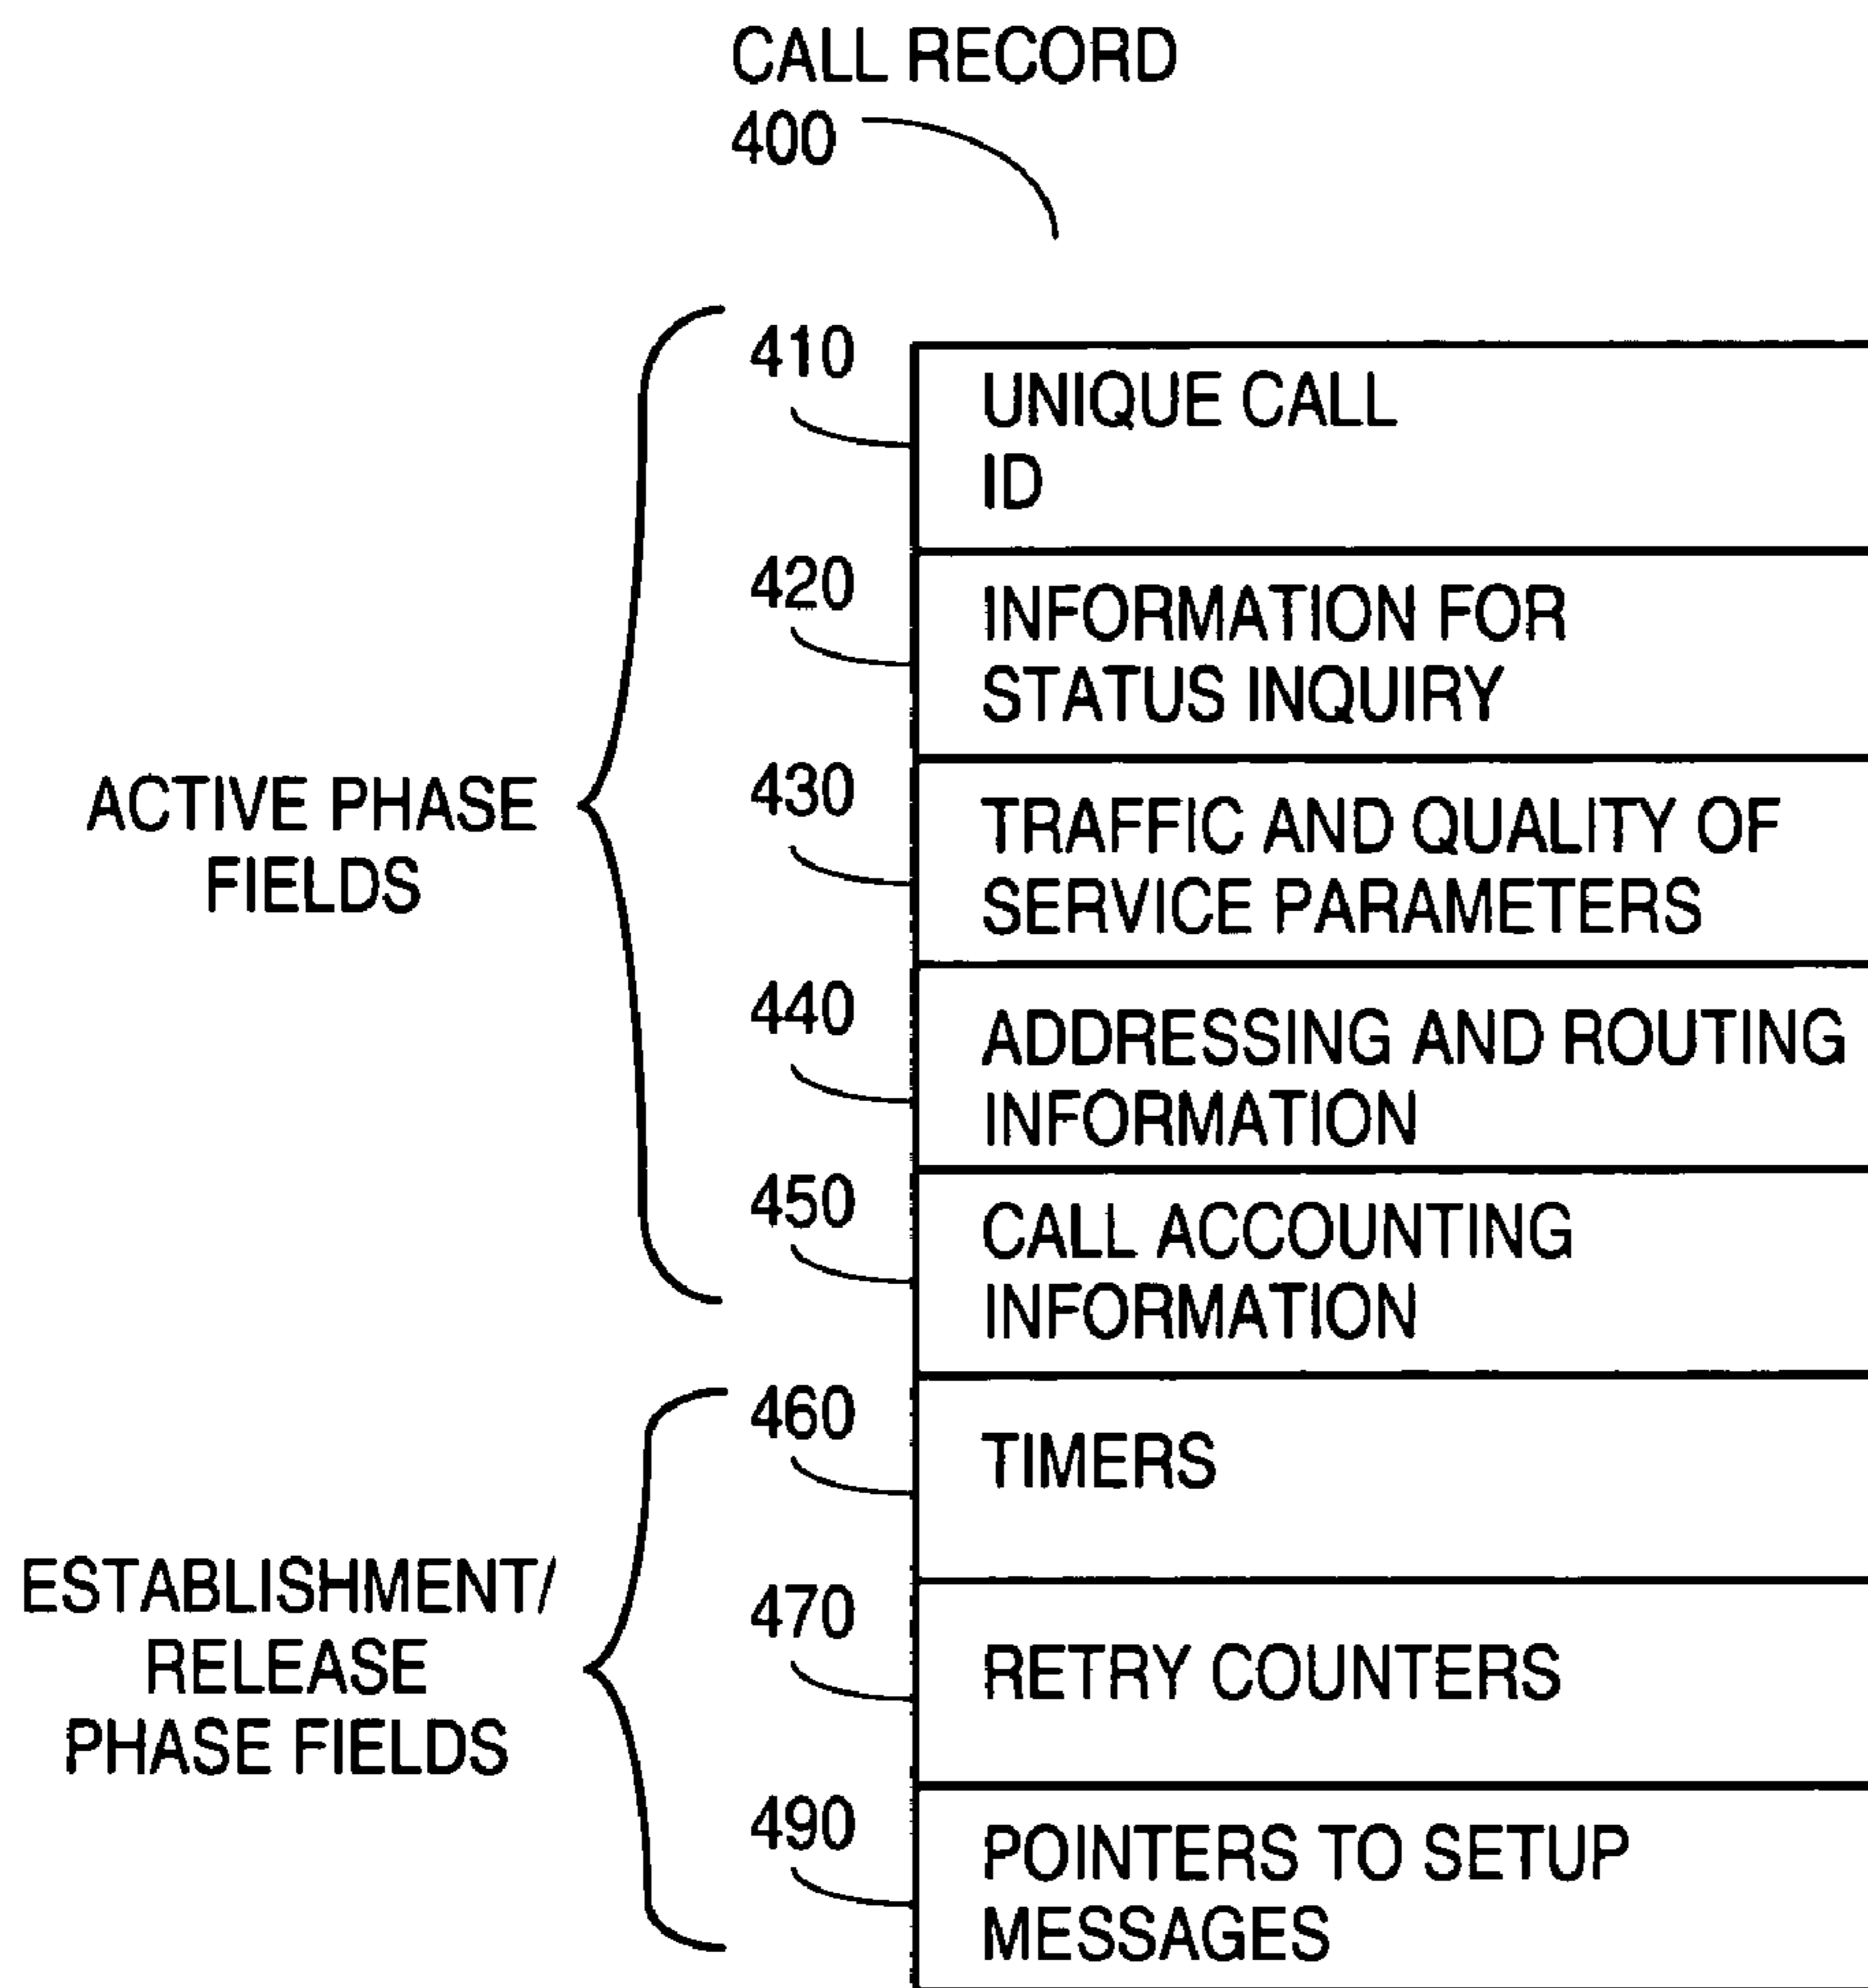 CALL RECORD
400
ACTIVE PHASE
FIELDS
410
UNIQUE CALL
ID
420
INFORMATION FOR
STATUS INQUIRY
430
TRAFFIC AND QUALITY OF
SERVICE PARAMETERS
440
ADDRESSING AND ROUTING
INFORMATION
450
CALL ACCOUNTING
INFORMATION
ESTABLISHMENT/
RELEASE
PHASE FIELDS
460
TIMERS
470
RETRY COUNTERS
490
POINTERS TO SETUP
MESSAGES